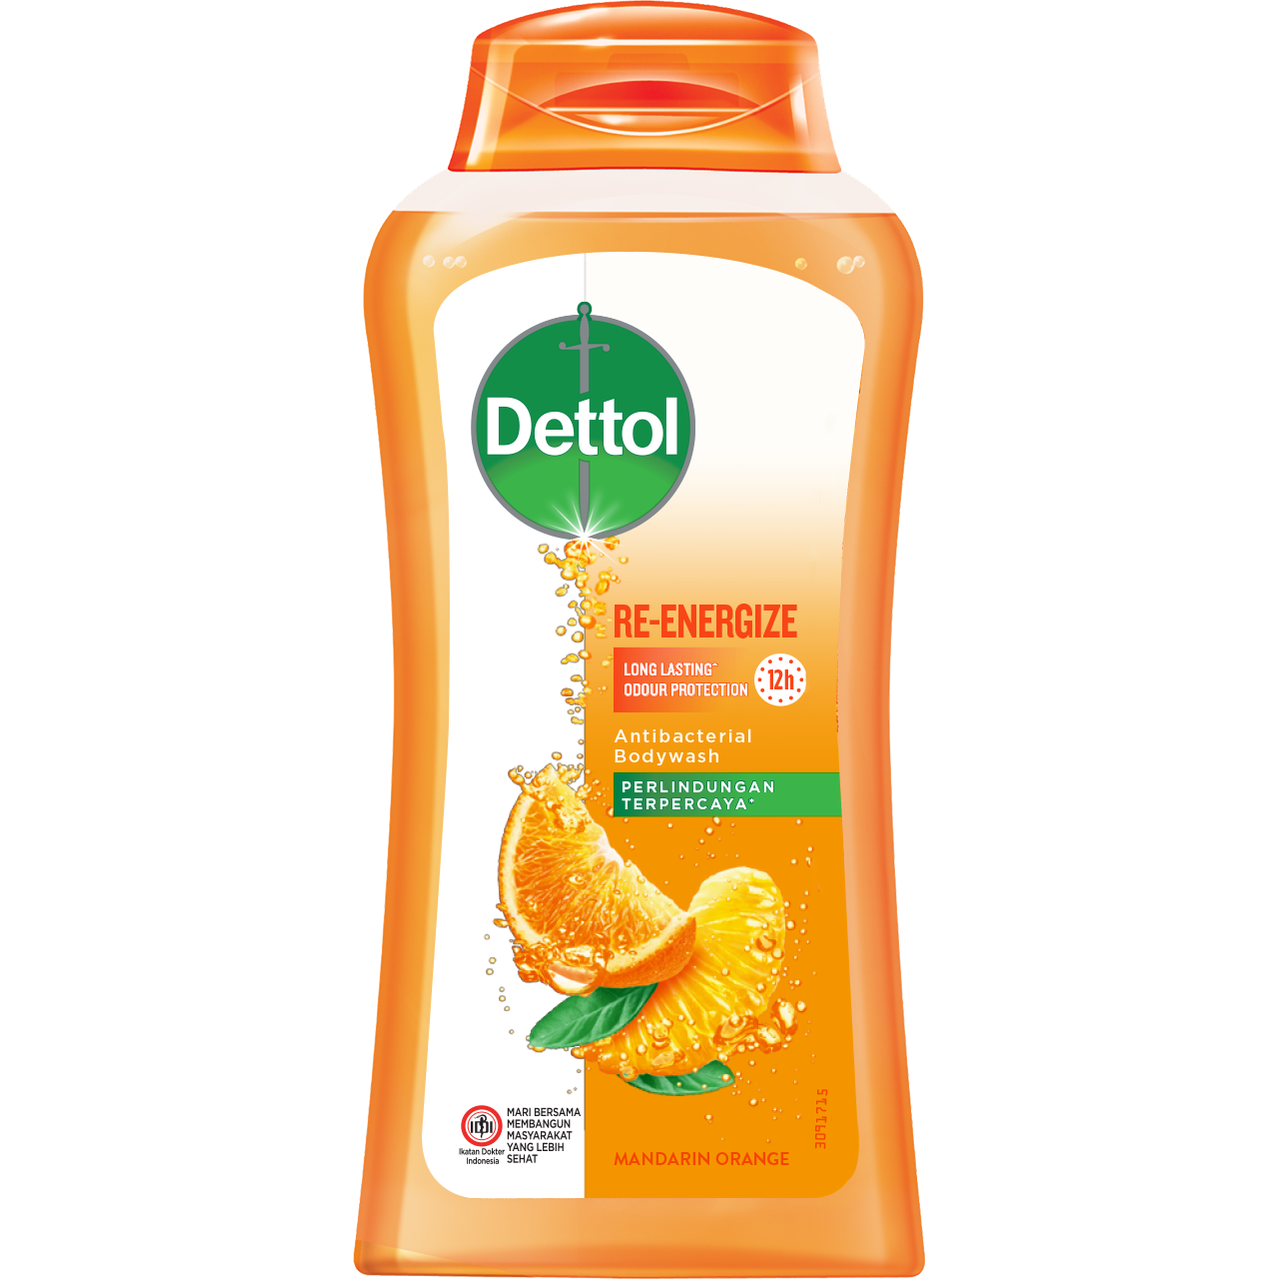 Dettol
RE-ENERGIZE
LONG LASTING^
ODOUR PROTECTION
12h
Antibacterial
Bodywash
PERLINDUNGAN
TERPERCAYA+
MARI BERSAMA
MEMBANGUN
MASYARAKAT
YANG LEBIH
SEHAT
IDI
Ikatan Dokter
Indonesia
MANDARIN ORANGE
3091715